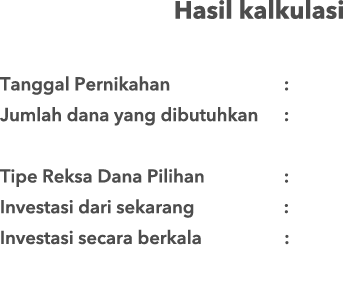 Hasil kalkulasi
Tanggal Pernikahan :
Jumlah dana yang dibutuhkan :
Tipe Reksa Dana Pilihan :
Investasi dari sekarang :
Investasi secara berkala :